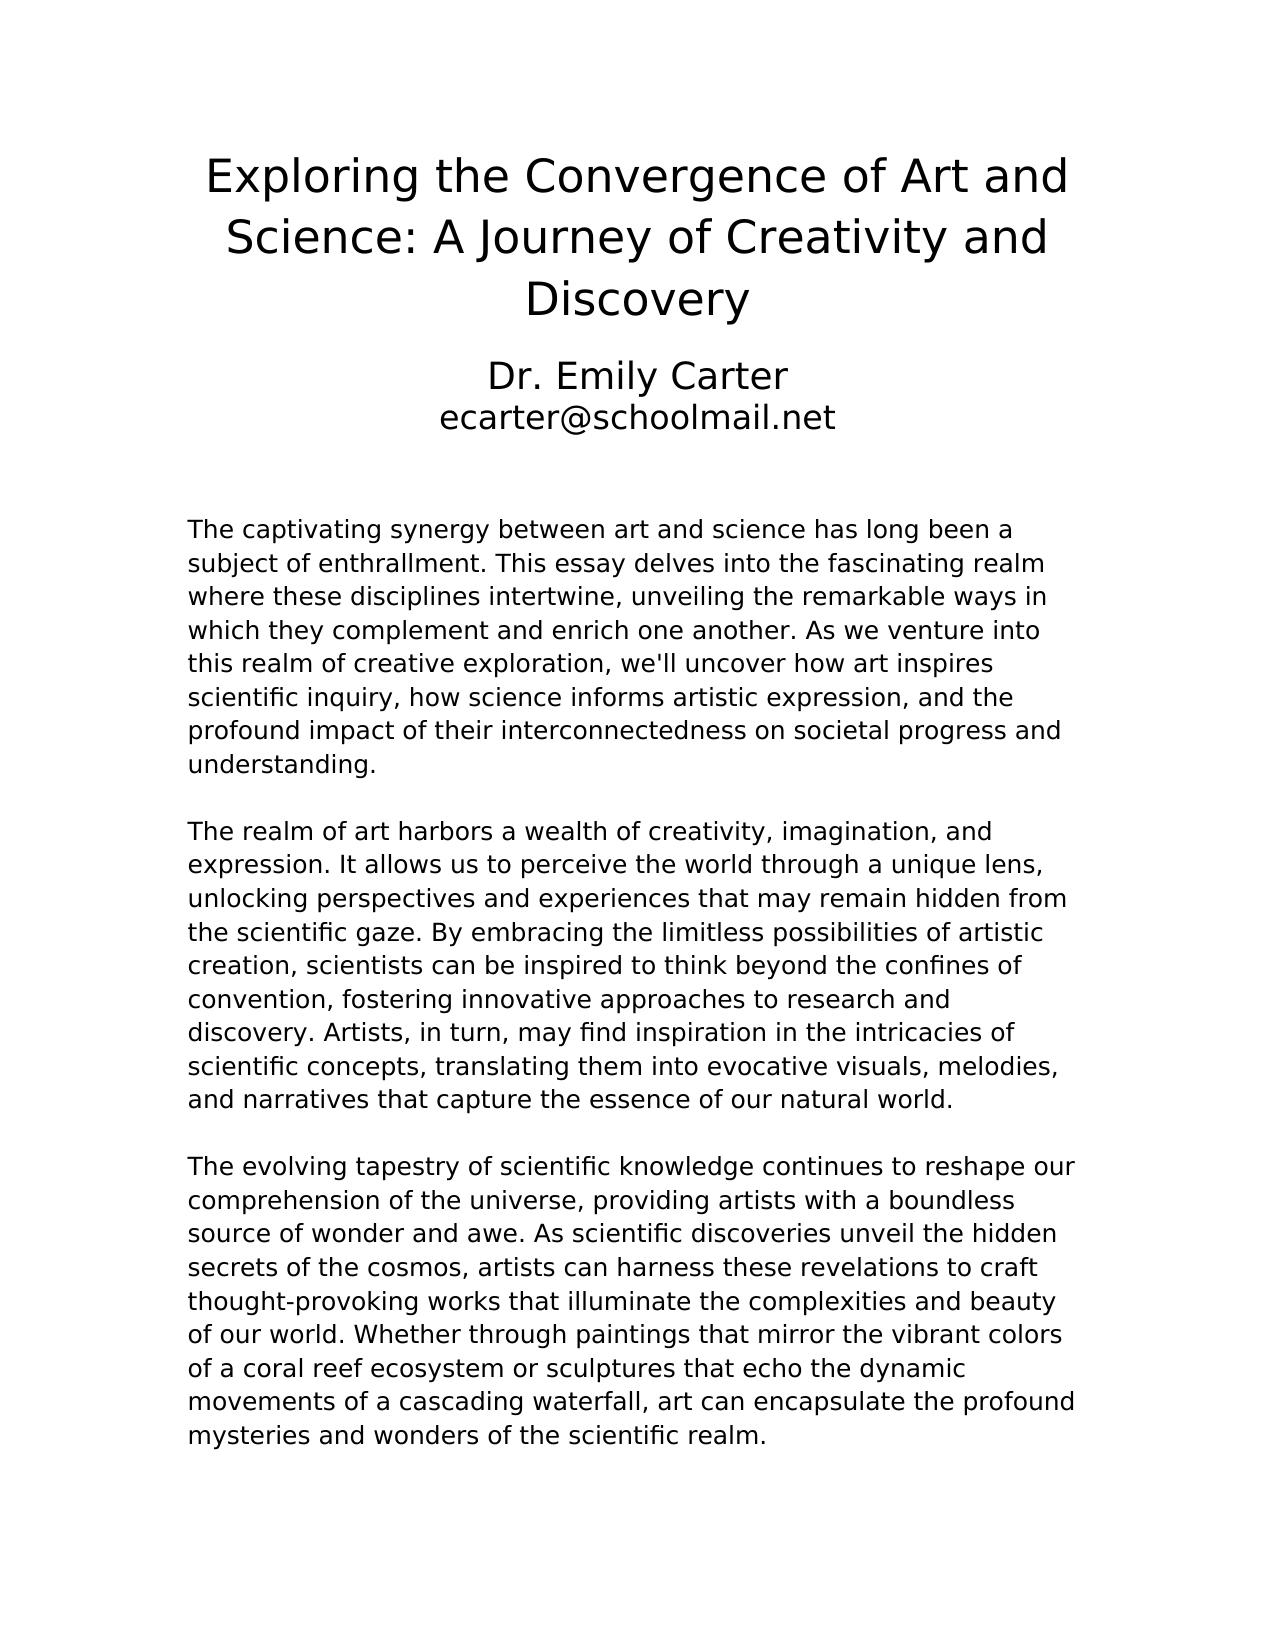 Exploring the Convergence of Art and
Science: A Journey of Creativity and
Discovery
Dr. Emily Carter
ecarter@schoolmail.net
The captivating synergy between art and science has long been a
subject of enthrallment. This essay delves into the fascinating realm
where these disciplines intertwine, unveiling the remarkable ways in
which they complement and enrich one another. As we venture into
this realm of creative exploration, we'll uncover how art inspires
scientific inquiry, how science informs artistic expression, and the
profound impact of their interconnectedness on societal progress and
understanding.
The realm of art harbors a wealth of creativity, imagination, and
expression. It allows us to perceive the world through a unique lens,
unlocking perspectives and experiences that may remain hidden from
the scientific gaze. By embracing the limitless possibilities of artistic
creation, scientists can be inspired to think beyond the confines of
convention, fostering innovative approaches to research and
discovery. Artists, in turn, may find inspiration in the intricacies of
scientific concepts, translating them into evocative visuals, melodies,
and narratives that capture the essence of our natural world.
The evolving tapestry of scientific knowledge continues to reshape our
comprehension of the universe, providing artists with a boundless
source of wonder and awe. As scientific discoveries unveil the hidden
secrets of the cosmos, artists can harness these revelations to craft
thought-provoking works that illuminate the complexities and beauty
of our world. Whether through paintings that mirror the vibrant colors
of a coral reef ecosystem or sculptures that echo the dynamic
movements of a cascading waterfall, art can encapsulate the profound
mysteries and wonders of the scientific realm.